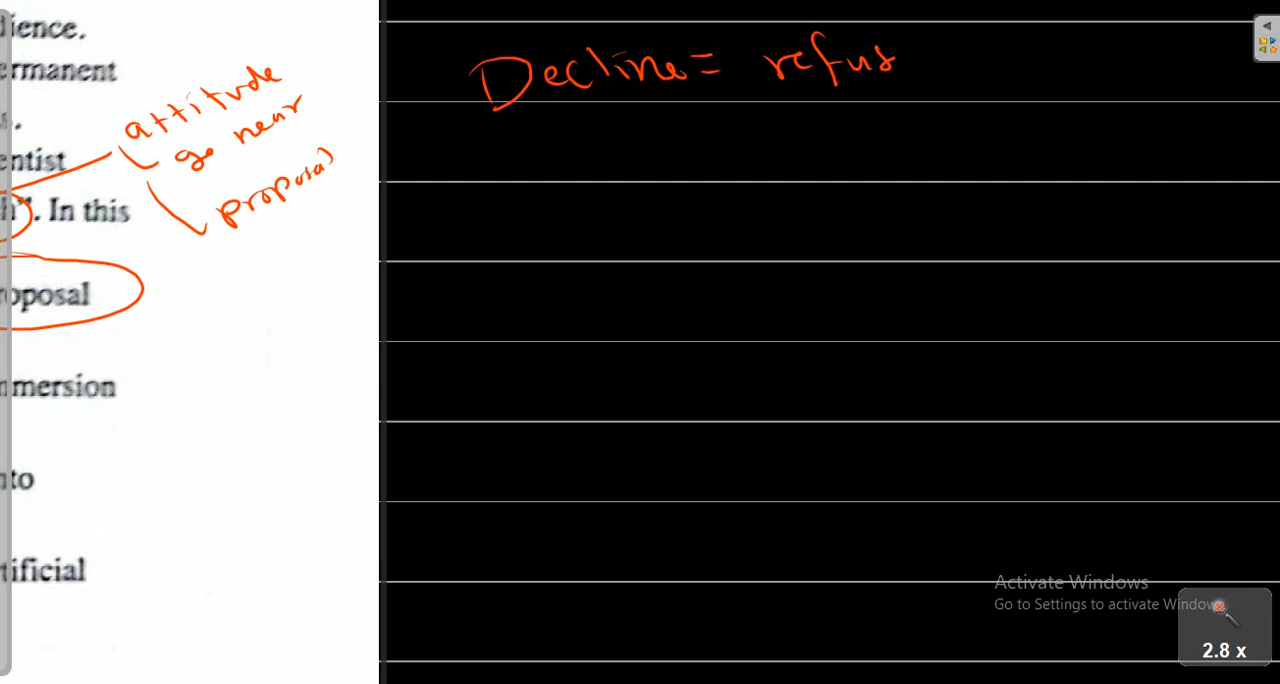 dience.
ermanent
s.
entist
h". In this
oposal
mmersion
nto
tificial
attitude
go near
proposal
Decline = refus
Activate Windows
Go to Settings to activate Windows
2.8 x